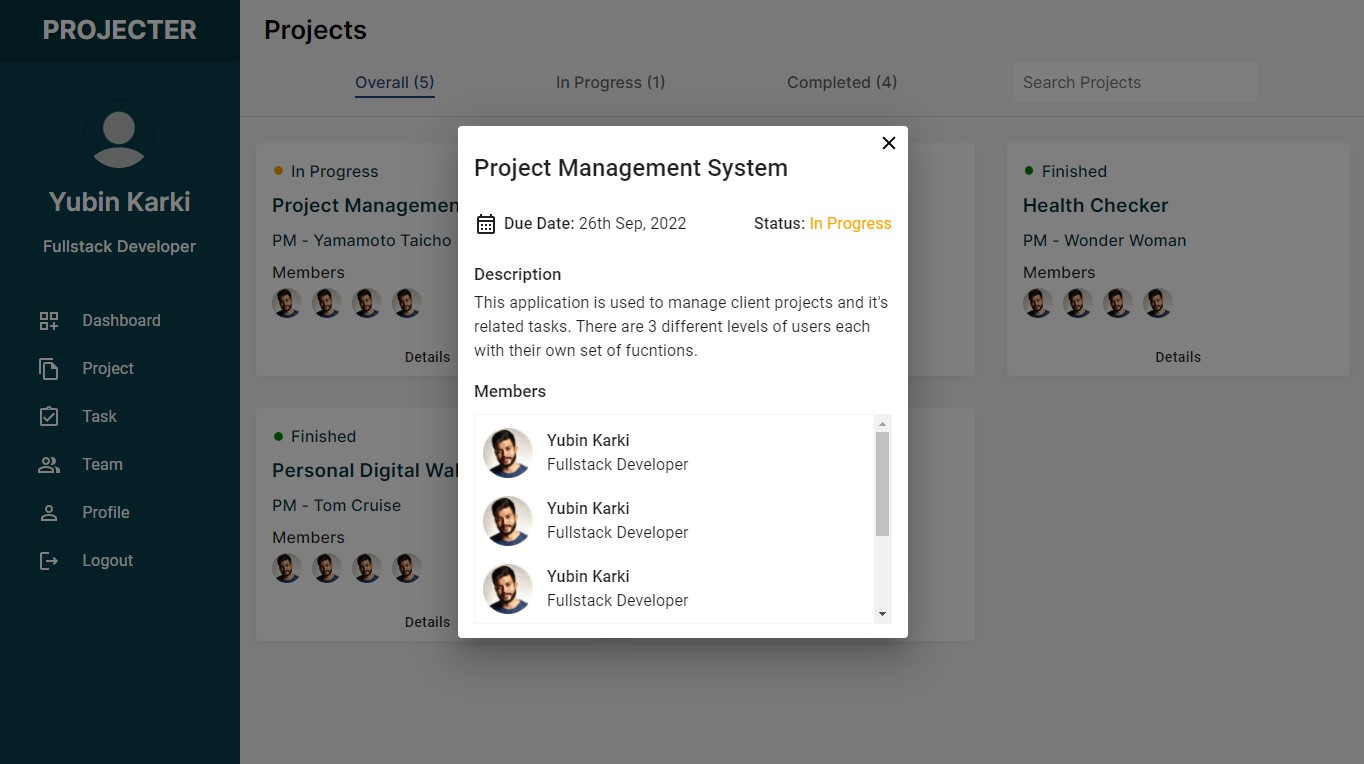 PROJECTER
Yubin Karki
Fullstack Developer
Dashboard
Project
Task
Team
Profile
Logout
Projects
Overall (5)
In Progress (1)
Completed (4)
Search Projects
In Progress
Project Managemen
PM - Yamamoto Taicho
Members
Details
Finished
Health Checker
PM - Wonder Woman
Members
Details
Finished
Personal Digital Wal
PM - Tom Cruise
Members
Details
Project Management System
Due Date: 26th Sep, 2022
Status: In Progress
Description
This application is used to manage client projects and it's
related tasks. There are 3 different levels of users each
with their own set of fucntions.
Members
Yubin Karki
Fullstack Developer
Yubin Karki
Fullstack Developer
Yubin Karki
Fullstack Developer